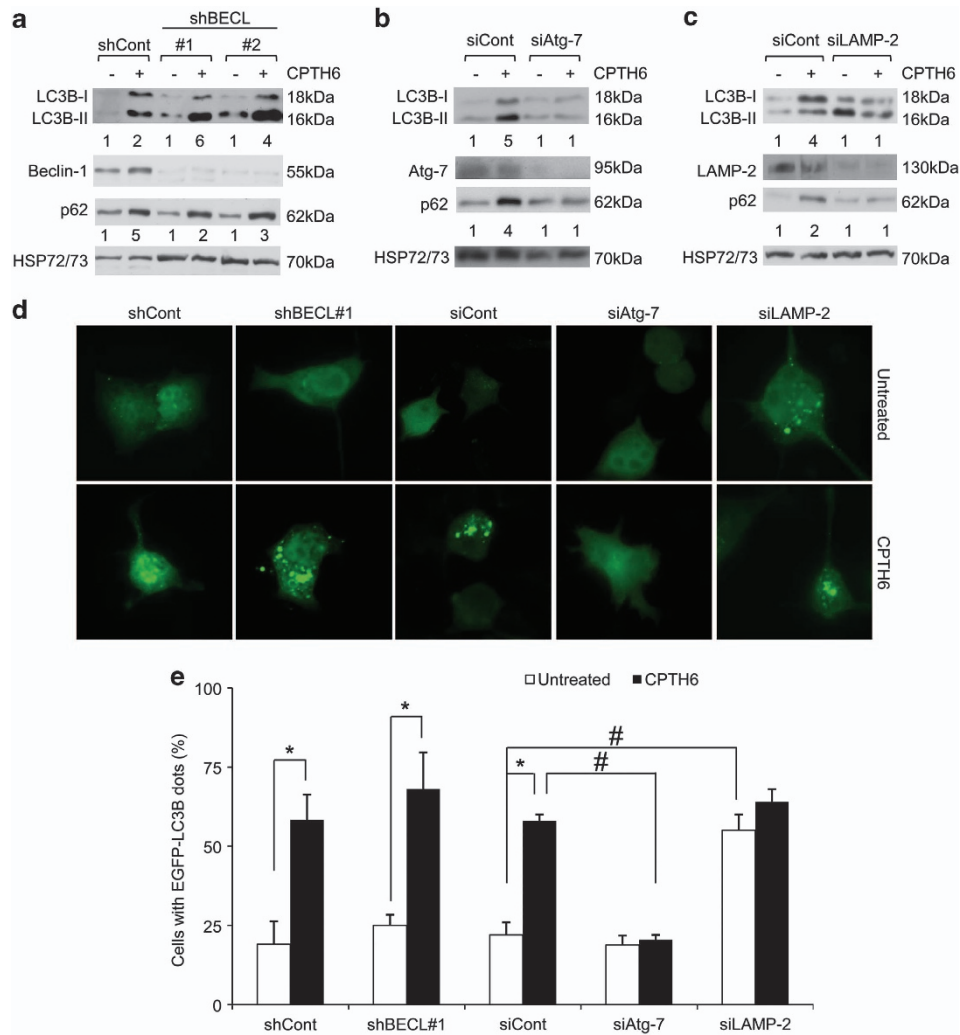 a
shBECL
shCont #1 #2
- + - + - + CPTH6
LC3B-I 18kDa
LC3B-II 16kDa
1 2 1 6 1 4
Beclin-1 55kDa
p62 62kDa
1 5 1 2 1 3
HSP72/73 70kDa
b
siCont siAtg-7
- + - + CPTH6
LC3B-I 18kDa
LC3B-II 16kDa
1 5 1 1
Atg-7 95kDa
p62 62kDa
1 4 1 1
HSP72/73 70kDa
c
siCont siLAMP-2
- + - + CPTH6
LC3B-I 18kDa
LC3B-II 16kDa
1 4 1 1
LAMP-2 130kDa
p62 62kDa
1 2 1 1
HSP72/73 70kDa
d
shCont shBECL#1 siCont siAtg-7 siLAMP-2
Untreated
CPTH6
e
Untreated CPTH6
Cells with EGFP-LC3B dots (%)
100
75
50
25
0
* * * # #
shCont shBECL#1 siCont siAtg-7 siLAMP-2